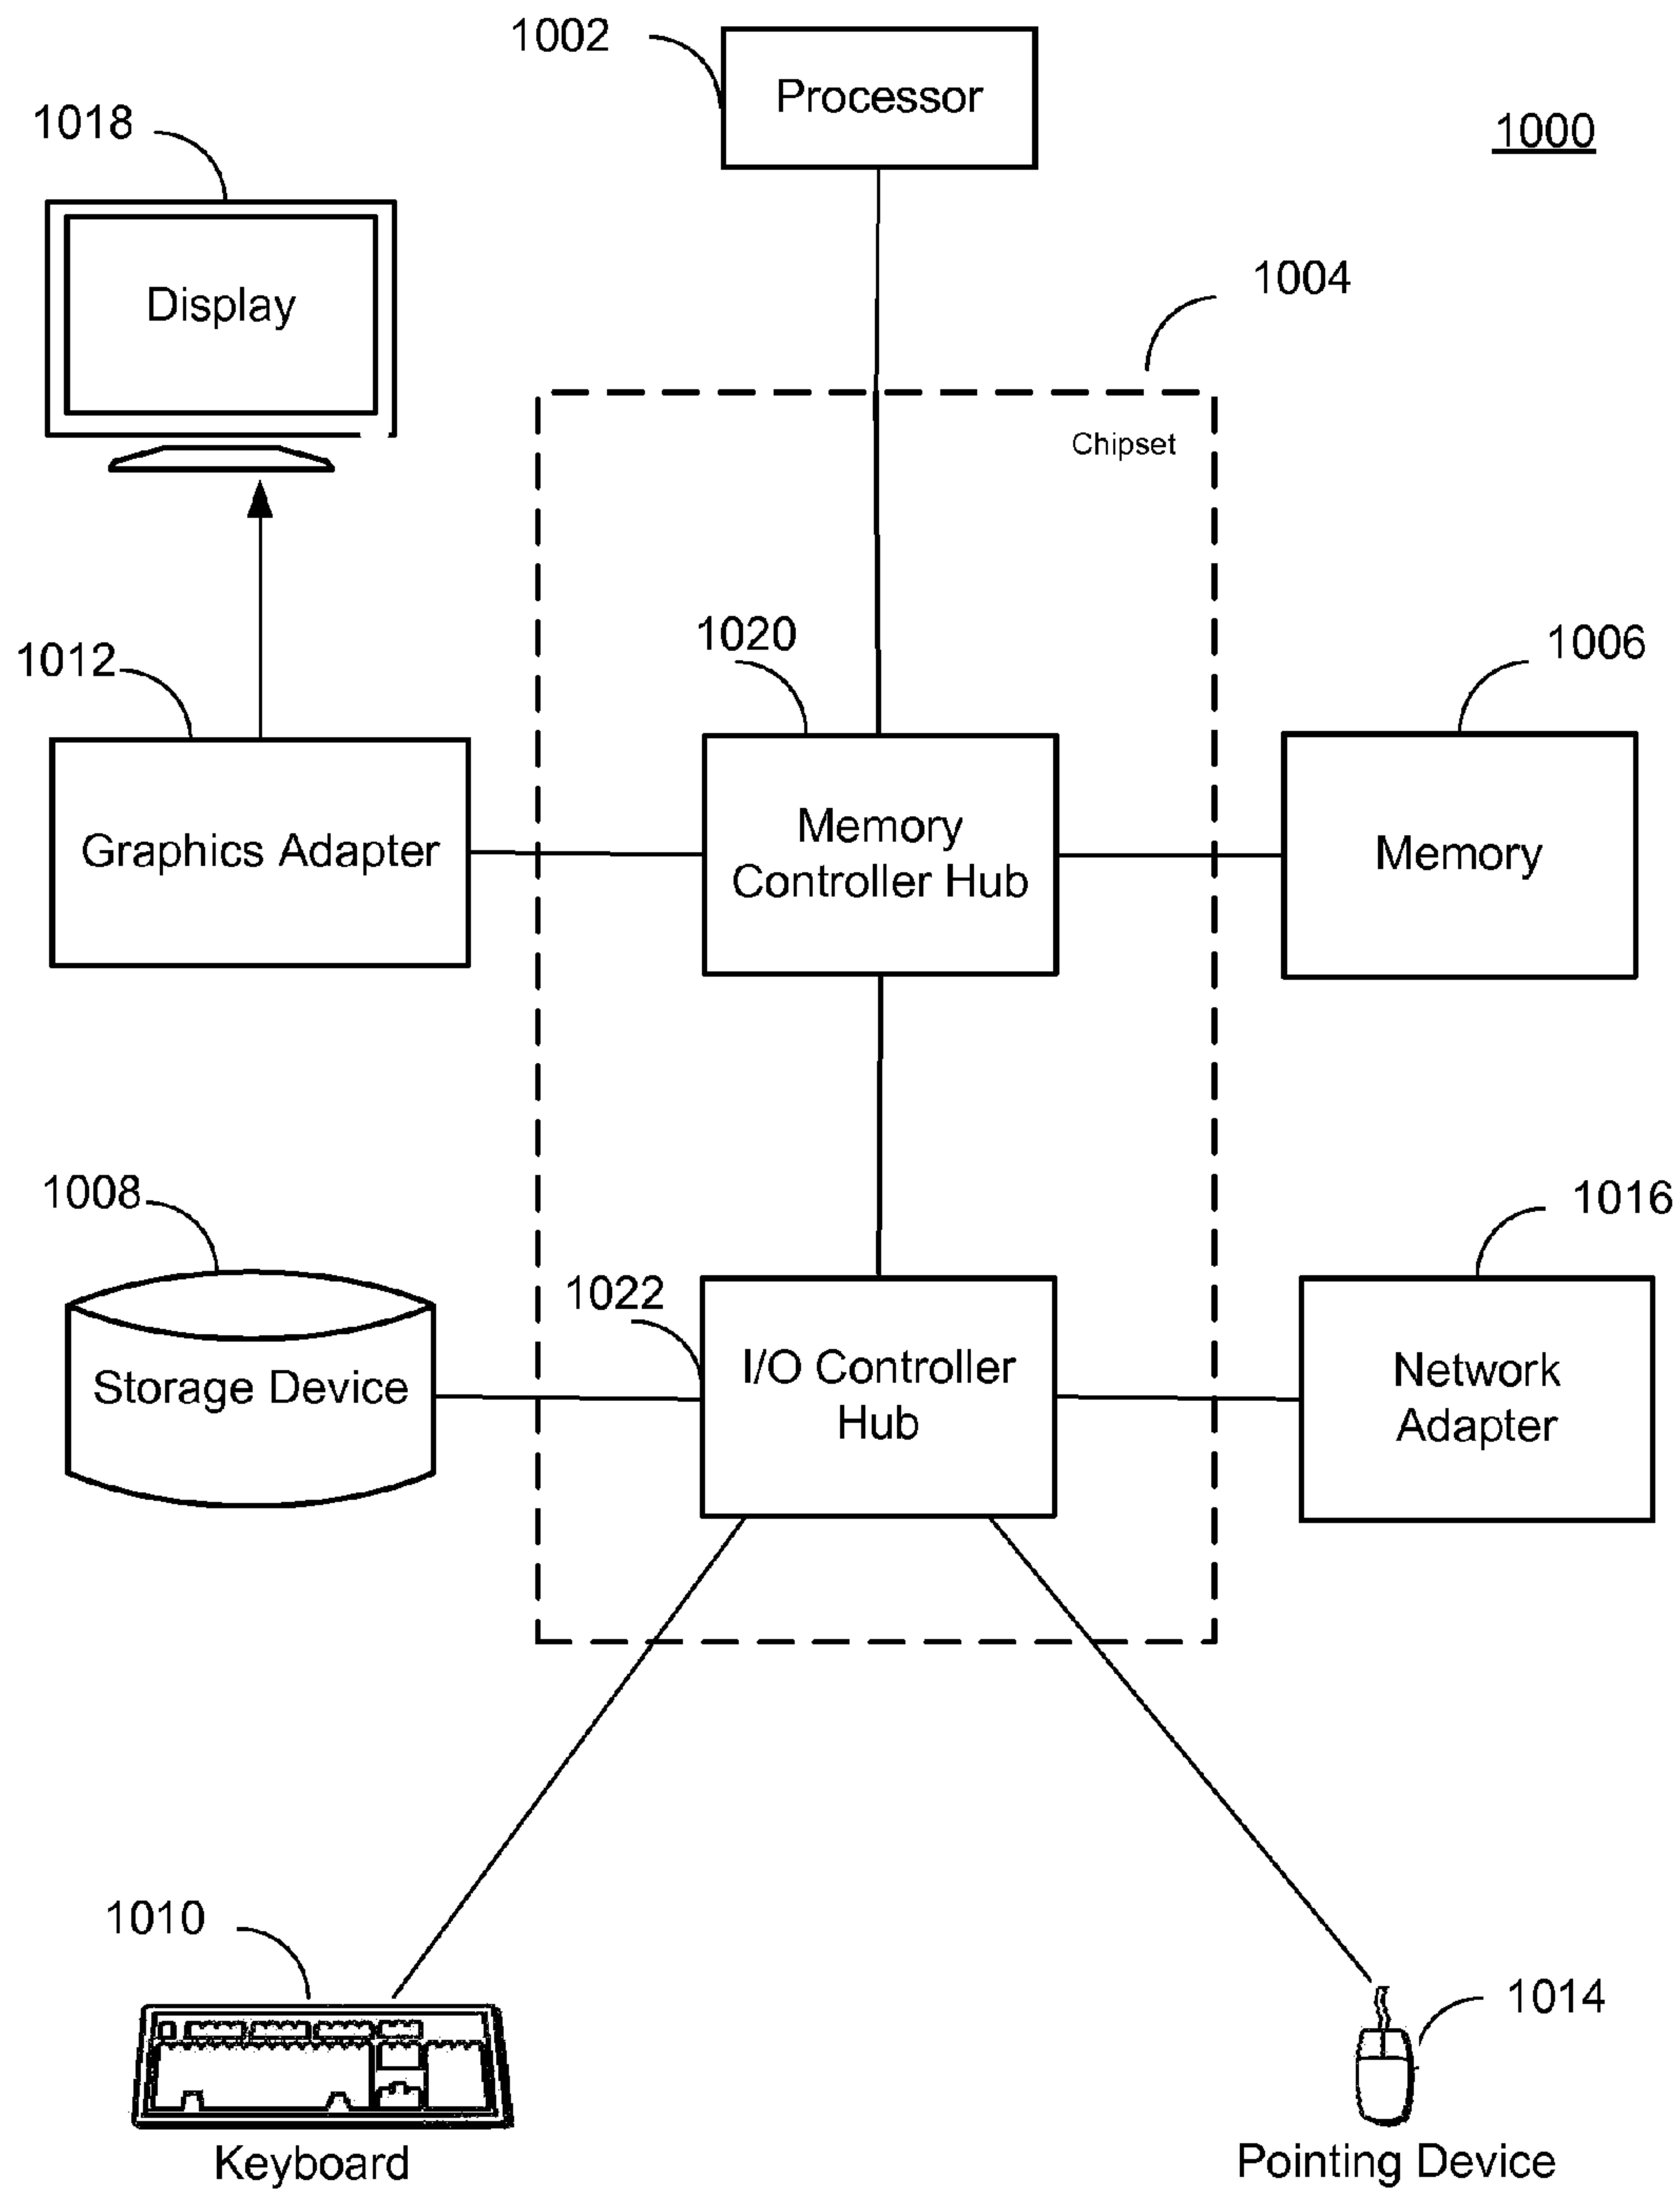 1002
Processor
1000
1018
Display
1004
Chipset
1020
1006
1012
Graphics Adapter
Memory
Controller Hub
Memory
1008
1016
1022
Storage Device
I/O Controller
Hub
Network
Adapter
1010
1014
Keyboard
Pointing Device